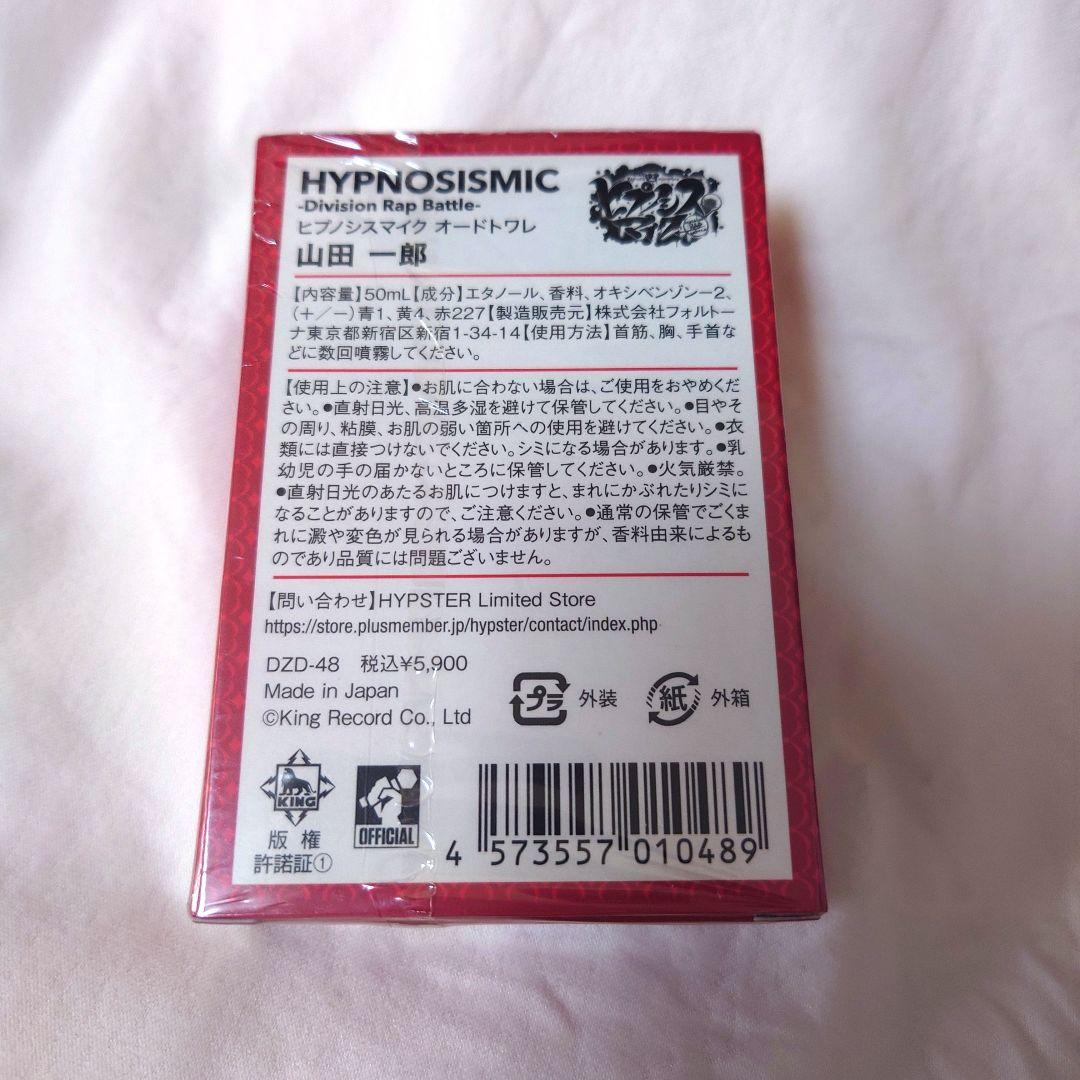 HYPNOSISMIC
-Division Rap Battle-
ヒプノシスマイク オードトワレ
山田 一郎
ヒプノシス
マイク
【内容量】50mL【成分】エタノール、香料、オキシベンゾン-2、
(+/-)青1、黄4、赤227【製造販売元】株式会社フォルトー
ナ東京都新宿区新宿1-34-14【使用方法】首筋、胸、手首な
どに数回噴霧してください。
【使用上の注意】●お肌に合わない場合は、ご使用をおやめくだ
さい。●直射日光、高温多湿を避けて保管してください。●目やそ
の周り、粘膜、お肌の弱い箇所への使用を避けてください。●衣
類には直接つけないでください。シミになる場合があります。●乳
幼児の手の届かないところに保管してください。●火気厳禁。
●直射日光のあたるお肌につけますと、まれにかぶれたりシミに
なることがありますので、ご注意ください。●通常の保管でごくま
れに澱や変色が見られる場合がありますが、香料由来によるも
のであり品質には問題ございません。
【問い合わせ】HYPSTER Limited Store
https://store.plusmember.jp/hypster/contact/index.php
DZD-48 税込¥5,900
Made in Japan
©King Record Co., Ltd
プラ 外装
紙 外箱
KING
版権
許諾証①
OFFICIAL
4 573557 010489